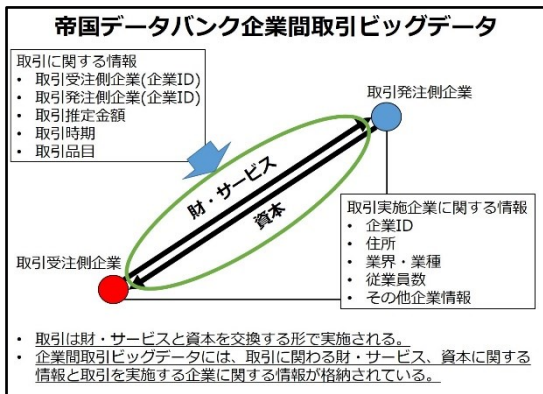 帝国データバンク企業間取引ビッグデータ
取引に関する情報
• 取引受注側企業(企業ID)
• 取引発注側企業(企業ID)
• 取引推定金額
• 取引時期
• 取引品目
取引発注側企業
財・サービス
資本
取引受注側企業
取引実施企業に関する情報
• 企業ID
• 住所
• 業界・業種
• 従業員数
• その他企業情報
• 取引は財・サービスと資本を交換する形で実施される。
• 企業間取引ビッグデータには、取引に関わる財・サービス、資本に関する
情報と取引を実施する企業に関する情報が格納されている。